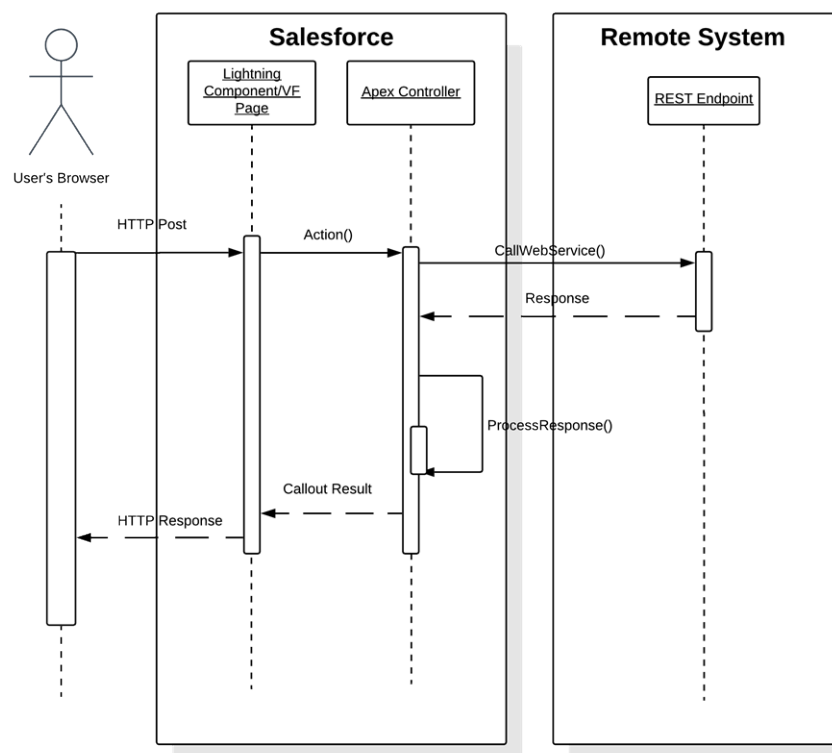 Salesforce
Remote System
Lightning
Component/VF
Page
Apex Controller
REST Endpoint
User's Browser
HTTP Post
Action()
CallWebService()
Response
ProcessResponse()
Callout Result
HTTP Response